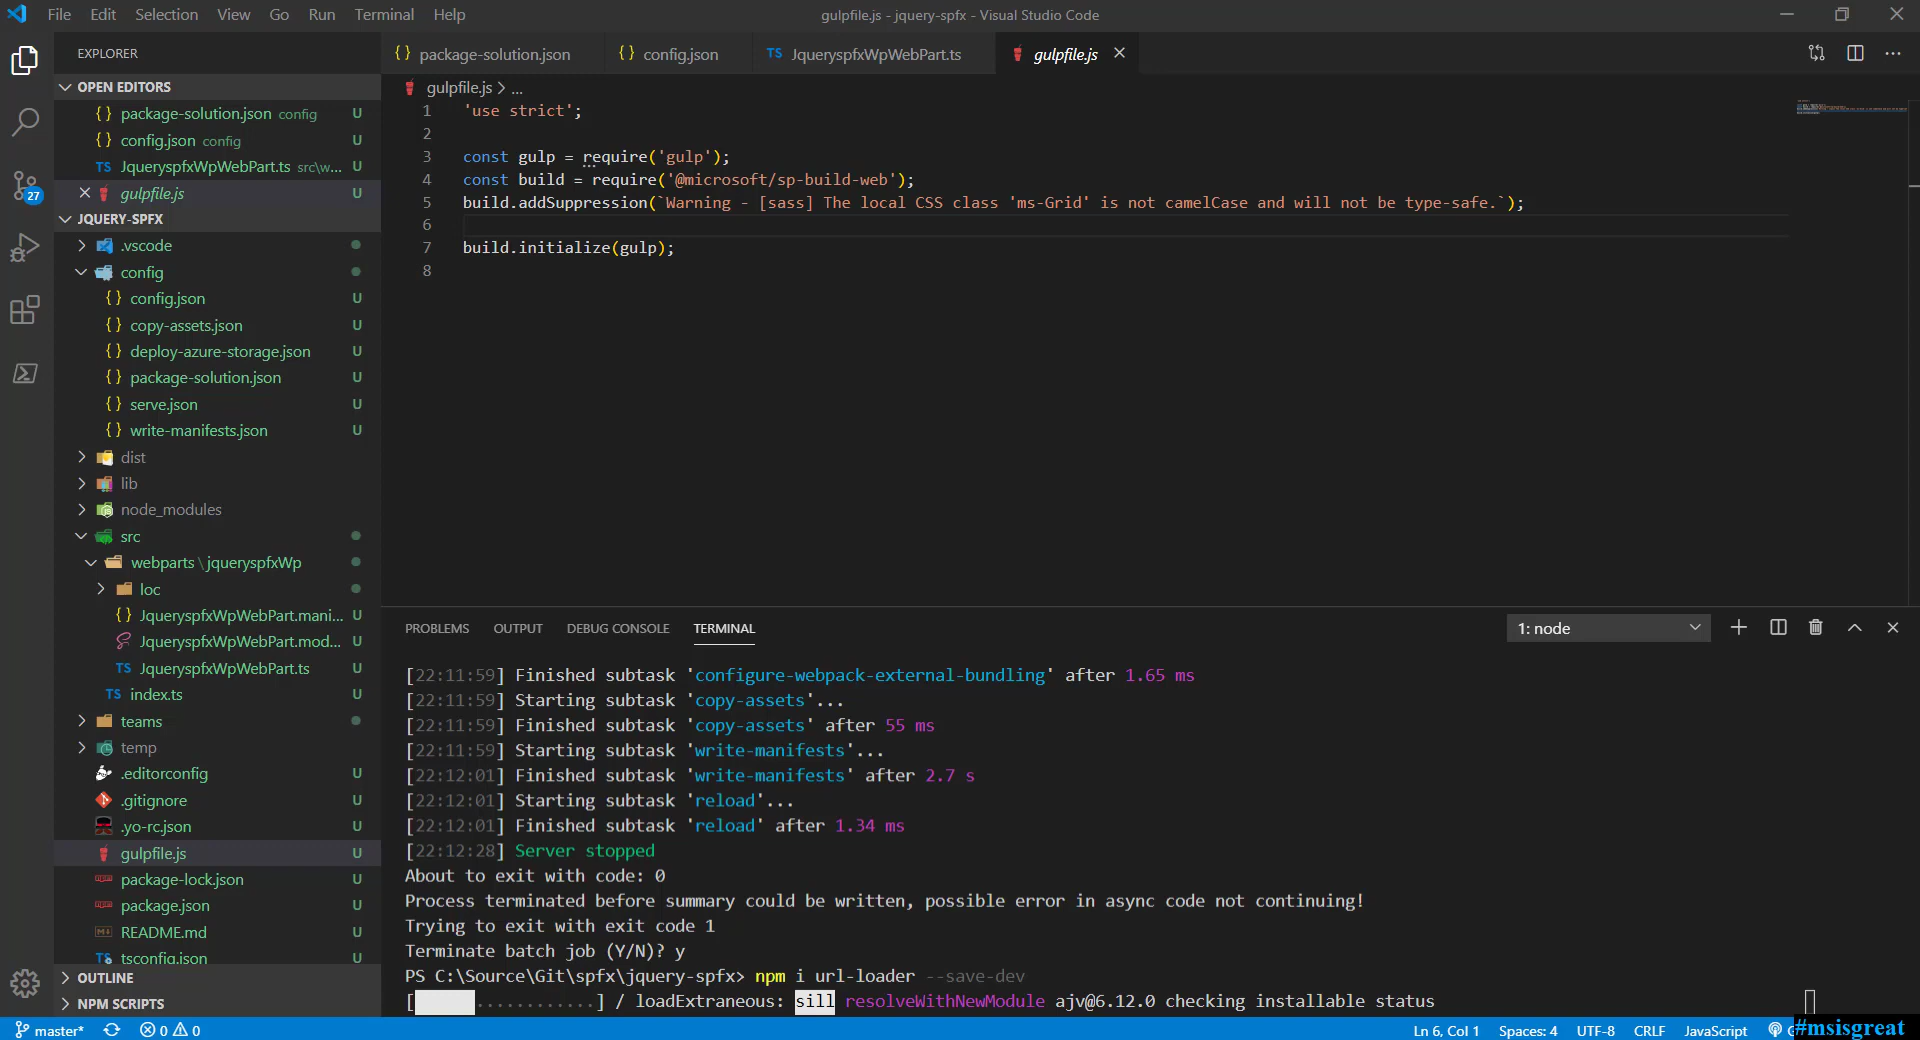 File Edit Selection View Go Run Terminal Help
gulpfile.js - jquery-spfx - Visual Studio Code
EXPLORER
OPEN EDITORS
{} package-solution.json config U
{} config.json config U
TS JqueryspfxWpWebPart.ts src\w... U
gulpfile.js U
JQUERY-SPFX
.vscode
config
{} config.json U
{} copy-assets.json U
{} deploy-azure-storage.json U
{} package-solution.json U
{} serve.json U
{} write-manifests.json U
dist
lib
node_modules
src
webparts \ jqueryspfxWp
loc
{} JqueryspfxWpWebPart.mani... U
JqueryspfxWpWebPart.mod... U
TS JqueryspfxWpWebPart.ts U
TS index.ts U
teams
temp
.editorconfig U
.gitignore U
.yo-rc.json U
gulpfile.js U
package-lock.json U
package.json U
README.md U
TS tsconfig.json U
OUTLINE
NPM SCRIPTS
27
{} package-solution.json {} config.json TS JqueryspfxWpWebPart.ts gulpfile.js
gulpfile.js > ...
1 'use strict';
2
3 const gulp = require('gulp');
4 const build = require('@microsoft/sp-build-web');
5 build.addSuppression(`Warning - [sass] The local CSS class 'ms-Grid' is not camelCase and will not be type-safe.`);
6
7 build.initialize(gulp);
8
PROBLEMS OUTPUT DEBUG CONSOLE TERMINAL 1: node
[22:11:59] Finished subtask 'configure-webpack-external-bundling' after 1.65 ms
[22:11:59] Starting subtask 'copy-assets'...
[22:11:59] Finished subtask 'copy-assets' after 55 ms
[22:11:59] Starting subtask 'write-manifests'...
[22:12:01] Finished subtask 'write-manifests' after 2.7 s
[22:12:01] Starting subtask 'reload'...
[22:12:01] Finished subtask 'reload' after 1.34 ms
[22:12:28] Server stopped
About to exit with code: 0
Process terminated before summary could be written, possible error in async code not continuing!
Trying to exit with exit code 1
Terminate batch job (Y/N)? y
PS C:\Source\Git\spfx\jquery-spfx> npm i url-loader --save-dev
[ ............] / loadExtraneous: sill resolveWithNewModule ajv@6.12.0 checking installable status
master* 0 0 Ln 6, Col 1 Spaces: 4 UTF-8 CRLF JavaScript
#msisgreat